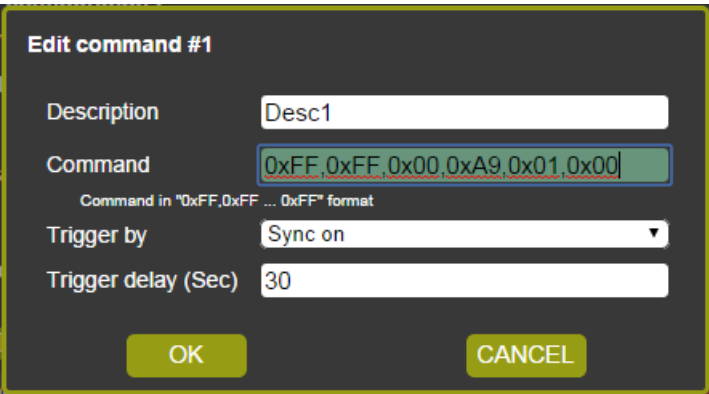 Edit command #1
Description Desc1
Command 0xFF,0xFF,0x00,0xA9,0x01,0x00
Command in "0xFF,0xFF ... 0xFF" format
Trigger by Sync on
Trigger delay (Sec) 30
OK CANCEL